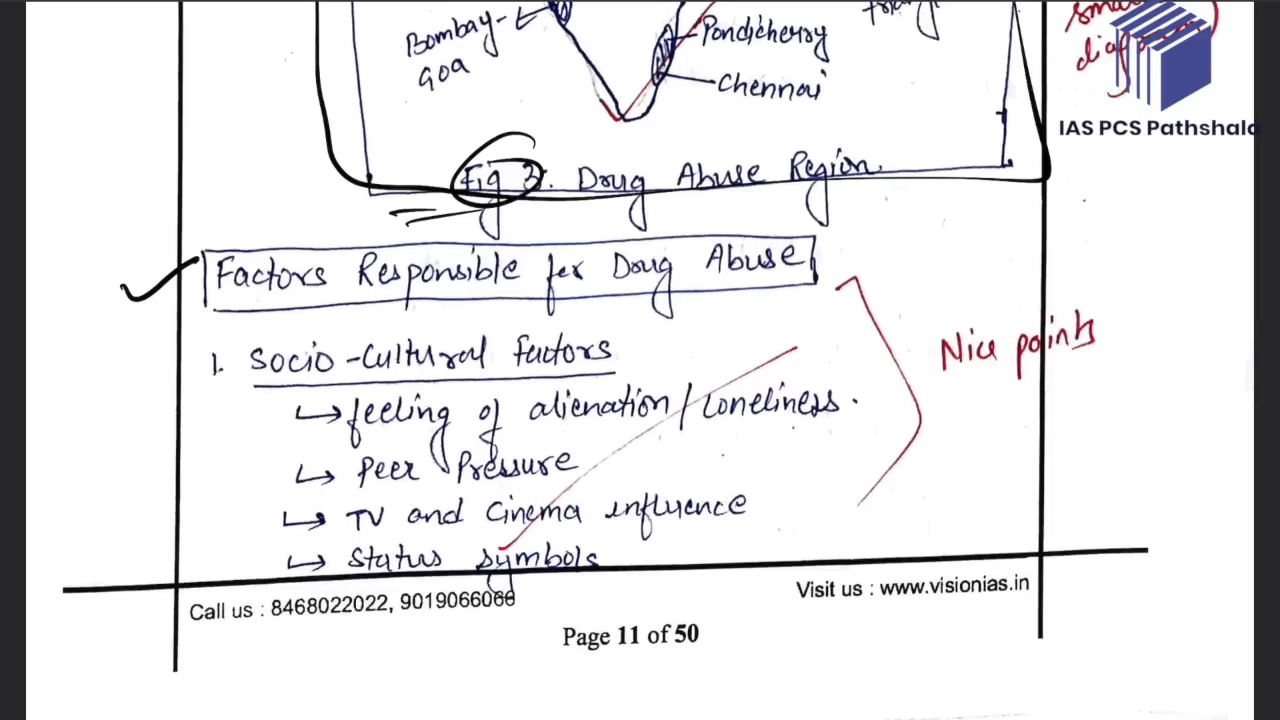 Bombay-
Goa
Pondicherry
Chennai
Fig 3. Drug Abuse Region.
IAS PCS Pathshala
Factors Responsible for Drug Abuse
1. Socio-Cultural Factors
↳ feeling of alienation / Loneliness.
↳ Peer Pressure
↳ TV and Cinema influence
↳ Status symbols
Nice points
Call us : 8468022022, 9019066066
Visit us : www.visionias.in
Page 11 of 50